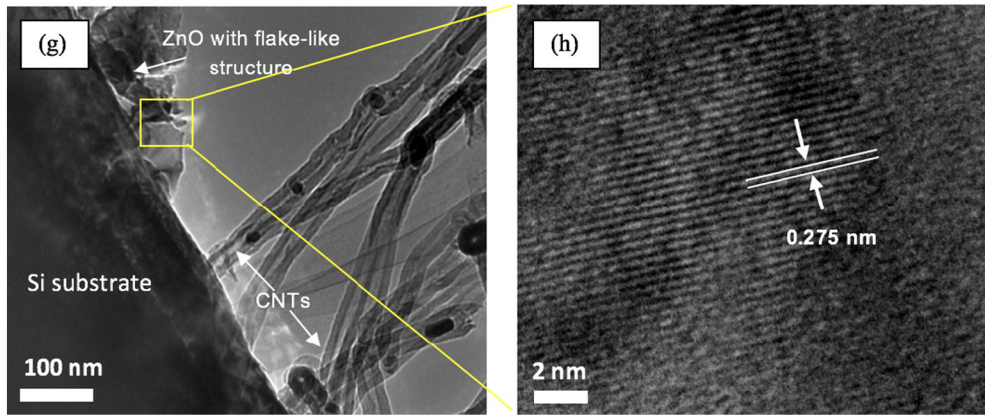 (g)
ZnO with flake-like
structure
Si substrate
CNTs
100 nm
(h)
0.275 nm
2 nm